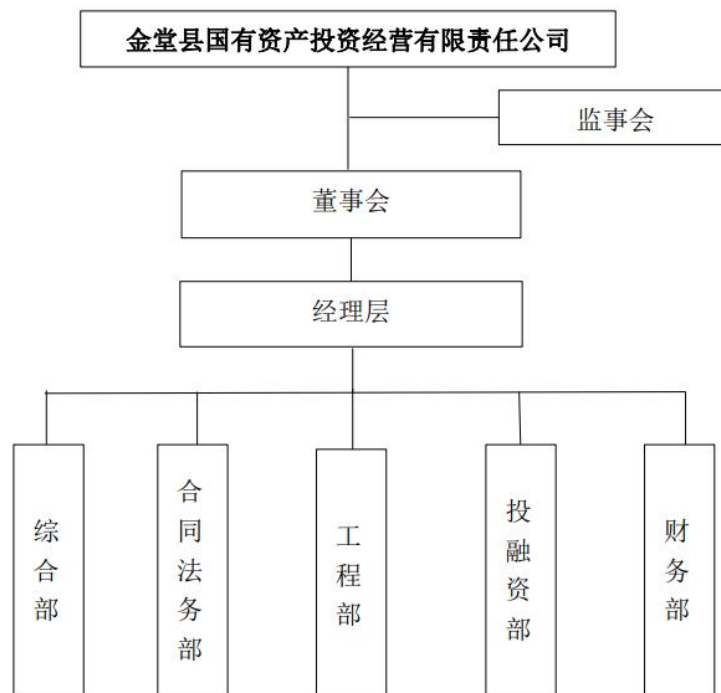 金堂县国有资产投资经营有限责任公司
监事会
董事会
经理层
综合部
合同法务部
工程部
投融资部
财务部